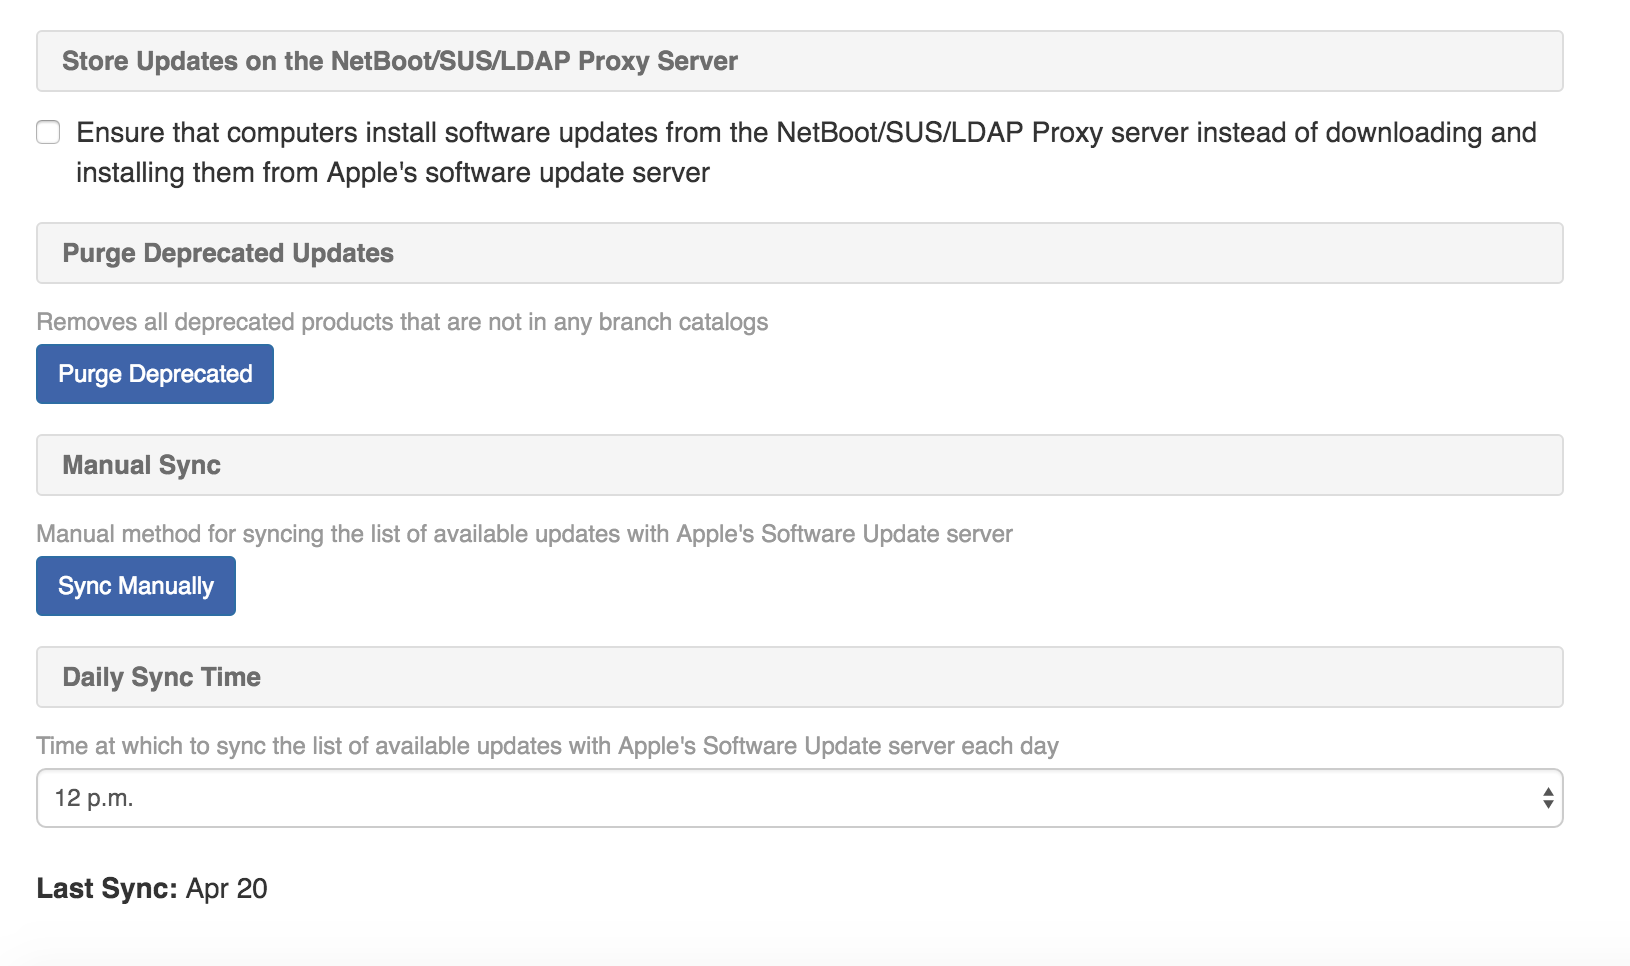 Store Updates on the NetBoot/SUS/LDAP Proxy Server
Ensure that computers install software updates from the NetBoot/SUS/LDAP Proxy server instead of downloading and
installing them from Apple's software update server
Purge Deprecated Updates
Removes all deprecated products that are not in any branch catalogs
Purge Deprecated
Manual Sync
Manual method for syncing the list of available updates with Apple's Software Update server
Sync Manually
Daily Sync Time
Time at which to sync the list of available updates with Apple's Software Update server each day
12 p.m.
Last Sync: Apr 20